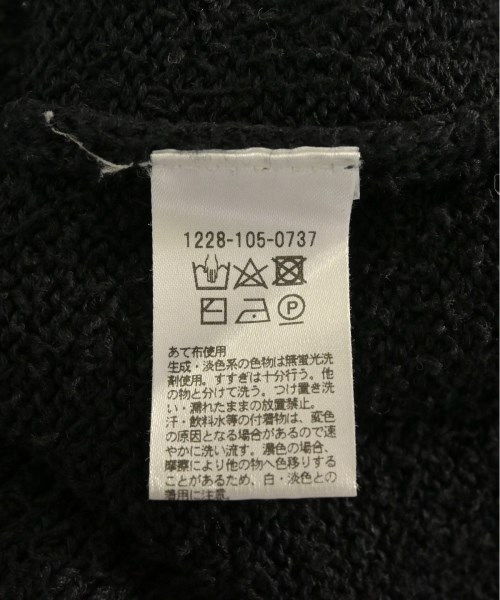 1228-105-0737
P
あて布使用
生成・淡色系の色物は無蛍光洗
剤使用。すすぎは十分行う。他
の物と分けて洗う。つけ置き洗
い・濡れたままの放置禁止。
汗・飲料水等の付着物は、変色
の原因となる場合があるので速
やかに洗い流す。濃色の場合、
摩擦により他の物へ色移りする
ことがあるため、白・淡色との
着用に注意。